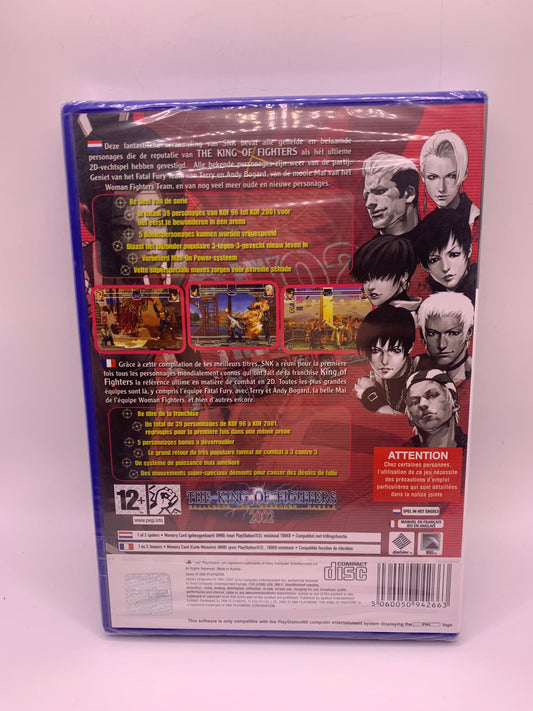 Deze fantastische verzameling van SNK bevat alle geliefde en befaamde
personages die de reputatie van THE KING OF FIGHTERS als hét ultieme
2D-vechtspel hebben gevestigd. Alle bekende personages zijn weer van de partij.
Geniet van het Fatal Fury Team van Terry en Andy Bogard, van de mooie Mai van het
Woman Fighters Team, en van nog veel meer oude en nieuwe personages.
Be van de serie
In totaal 39 personages van KOF 96 tot KOF 2001 voor
het eerst te bewonderen in één arena
5 Bonuspersonages kunnen worden vrijgespeeld
Blaast het bijzonder populaire 3-tegen-3-gevecht nieuw leven in
Verbeterd Max-On Power-systeem
Vette superspeciale moves zorgen voor extreme schade
Grâce à cette compilation de ses meilleurs titres, SNK a réuni pour la première
fois tous les personnages mondialement connus qui ont fait de la franchise King of
Fighters la référence ultime en matière de combat en 2D. Toutes les plus grandes
équipes sont là, y compris l'équipe Fatal Fury, avec Terry et Andy Bogard, la belle Mai
de l'équipe Woman Fighters, et bien d'autres encore.
8e titre de la franchise
Un total de 39 personnages de KOF 96 à KOF 2001,
regroupés pour la première fois dans une même arène
5 personnages bonus à déverrouiller
Le grand retour du très populaire format de combat à 3 contre 3
Un système de puissance max amélioré
Des mouvements super-spéciaux déments pour causer des dégâts de folie
ATTENTION
Chez certaines personnes,
l'utilisation de ce jeu nécessite
des précautions d'emploi
particulières qui sont détaillées
dans la notice jointe
12+
www.pegi.info
THE KING OF FIGHTERS
2002
SPEL IN HET ENGELS
MANUEL EN FRANÇAIS
JEU EN ANGLAIS
1 of 2 spelers • Memory Card (geheugenkaart) (8MB) (voor PlayStation®2): minimaal 180KB • Compatibel met trilfunctie
1 ou 2 joueurs • Memory Card (Carte Mémoire) (8MB) (pour PlayStation®2): 180KB minimum • Compatible fonction de vibration
COMPACT
disc
5 060050 942663
This software is only compatible with the PlayStation®2 computer entertainment system displaying the PAL logo